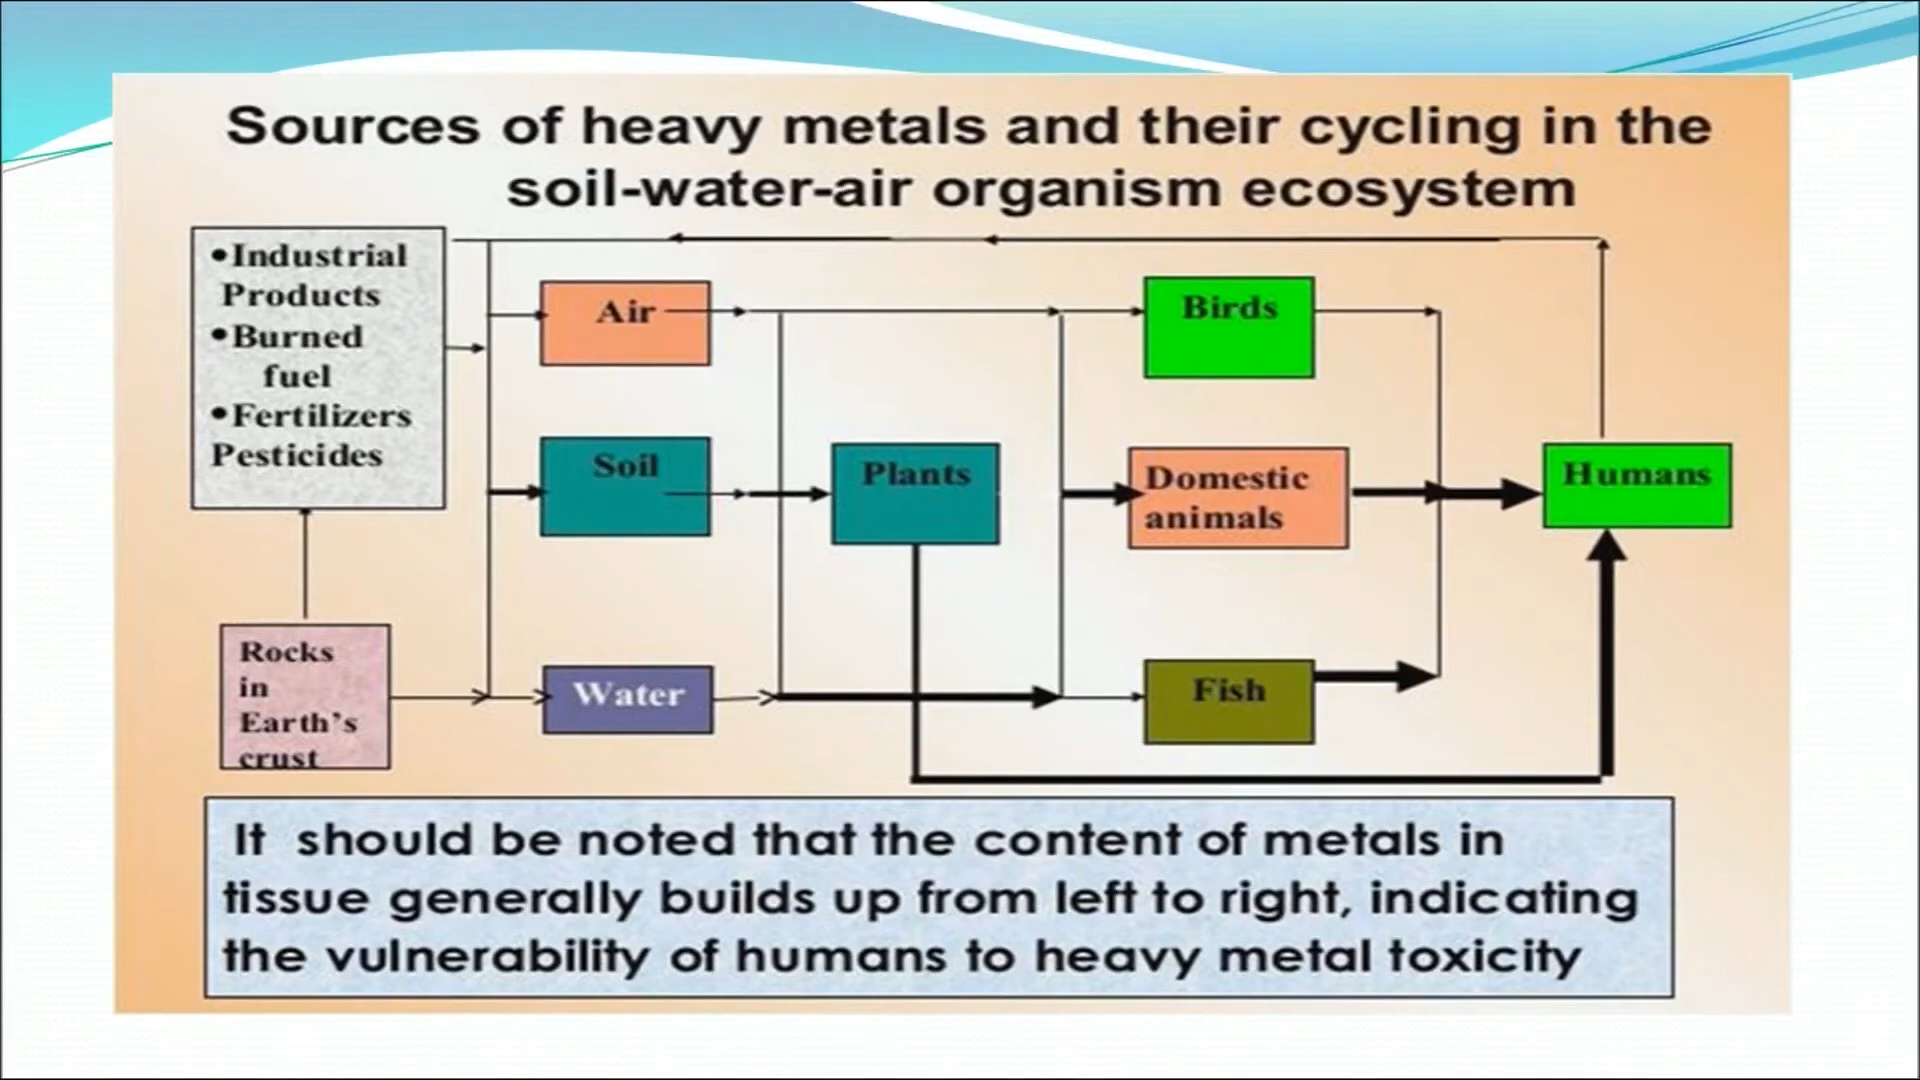 Sources of heavy metals and their cycling in the
soil-water-air organism ecosystem
•Industrial
Products
•Burned
fuel
•Fertilizers
Pesticides
Air
Birds
Soil
Plants
Domestic
animals
Humans
Rocks
in
Earth's
crust
Water
Fish
It should be noted that the content of metals in
tissue generally builds up from left to right, indicating
the vulnerability of humans to heavy metal toxicity